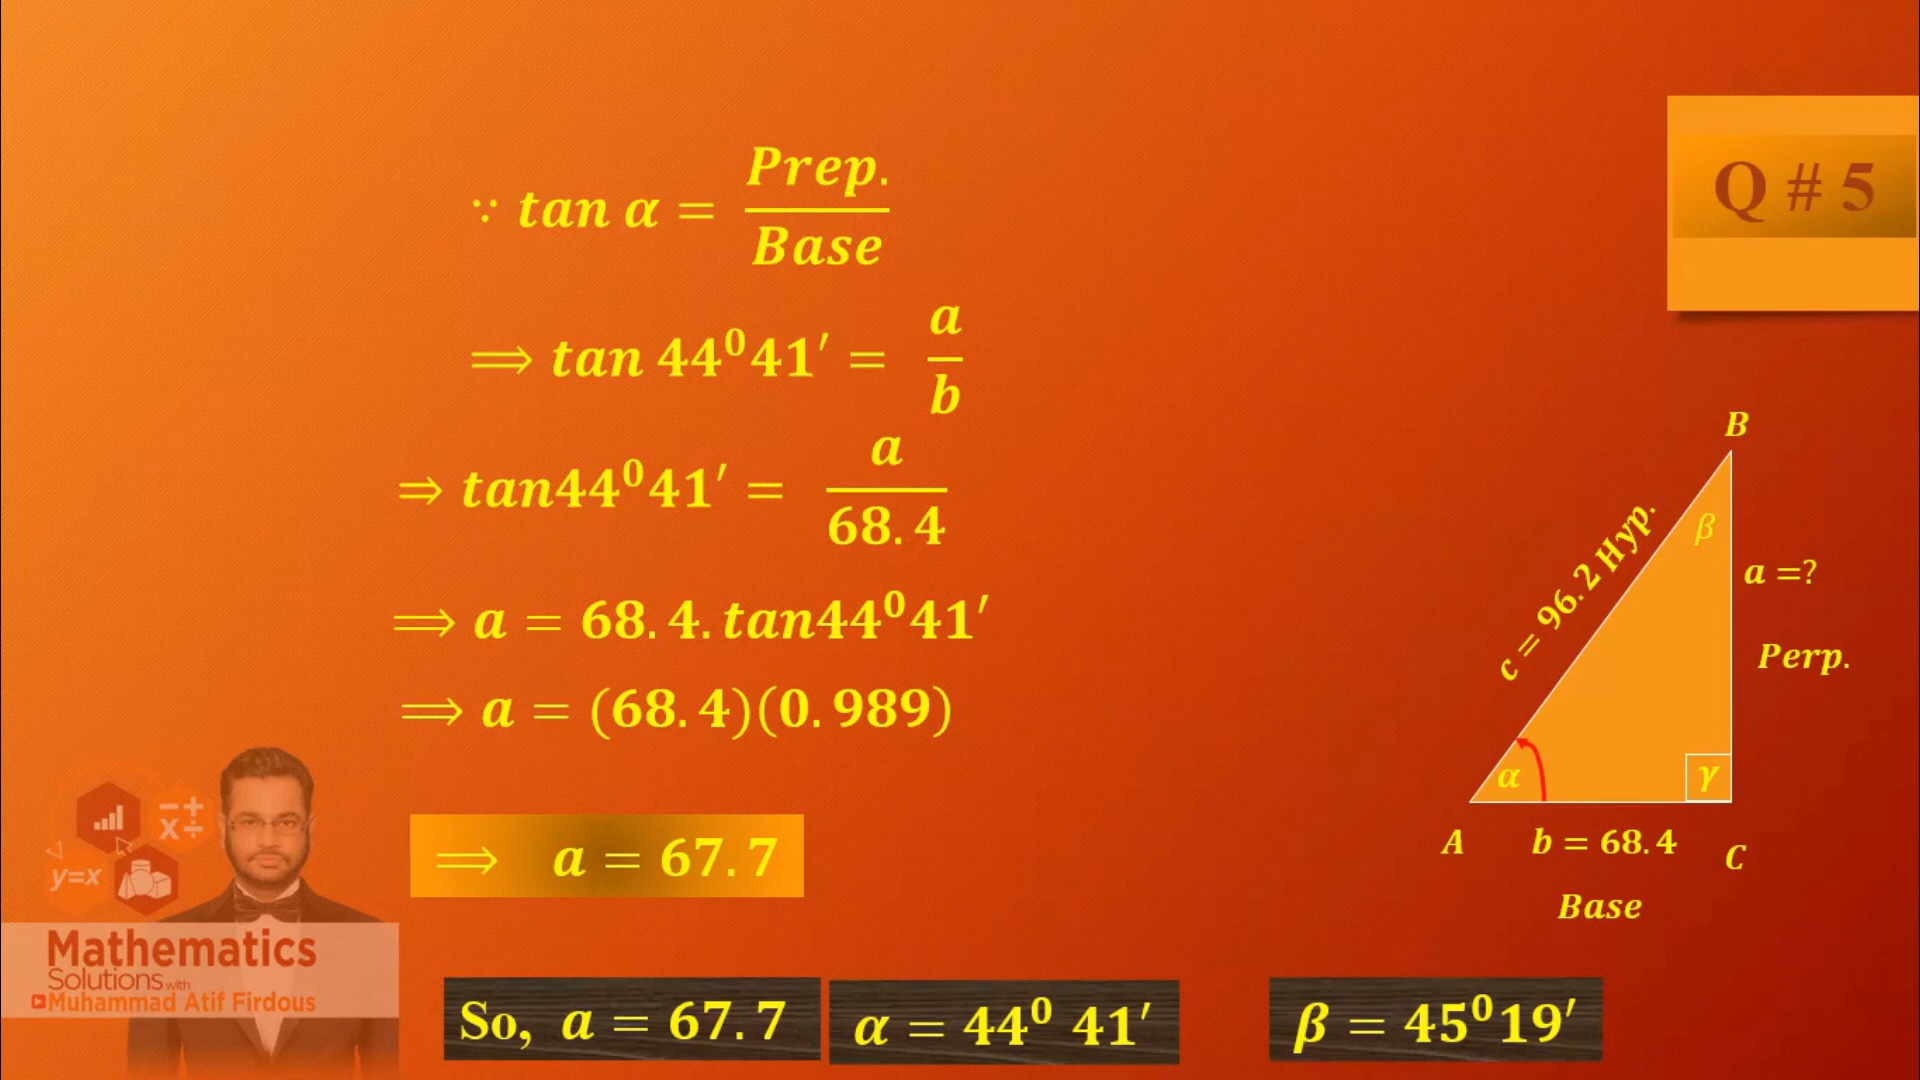 Q # 5
∵ tan α = Prep. / Base
⟹ tan 44⁰41′ = a / b
⇒ tan44⁰41′ = a / 68.4
⟹ a = 68.4.tan44⁰41′
⟹ a = (68.4)(0.989)
⟹ a = 67.7
B
β
c = 96.2 Hyp.
a =?
Perp.
α
γ
A
b = 68.4
C
Base
−+
x÷
y=x
Mathematics
Solutions with
Muhammad Atif Firdous
So, a = 67.7
α = 44⁰ 41′
β = 45⁰19′